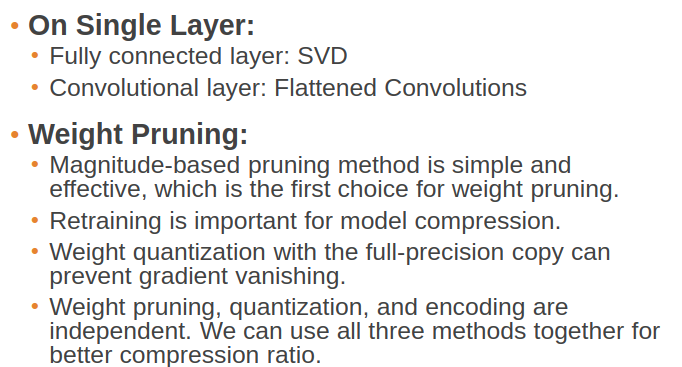 • On Single Layer:
• Fully connected layer: SVD
• Convolutional layer: Flattened Convolutions
• Weight Pruning:
• Magnitude-based pruning method is simple and
effective, which is the first choice for weight pruning.
• Retraining is important for model compression.
• Weight quantization with the full-precision copy can
prevent gradient vanishing.
• Weight pruning, quantization, and encoding are
independent. We can use all three methods together for
better compression ratio.